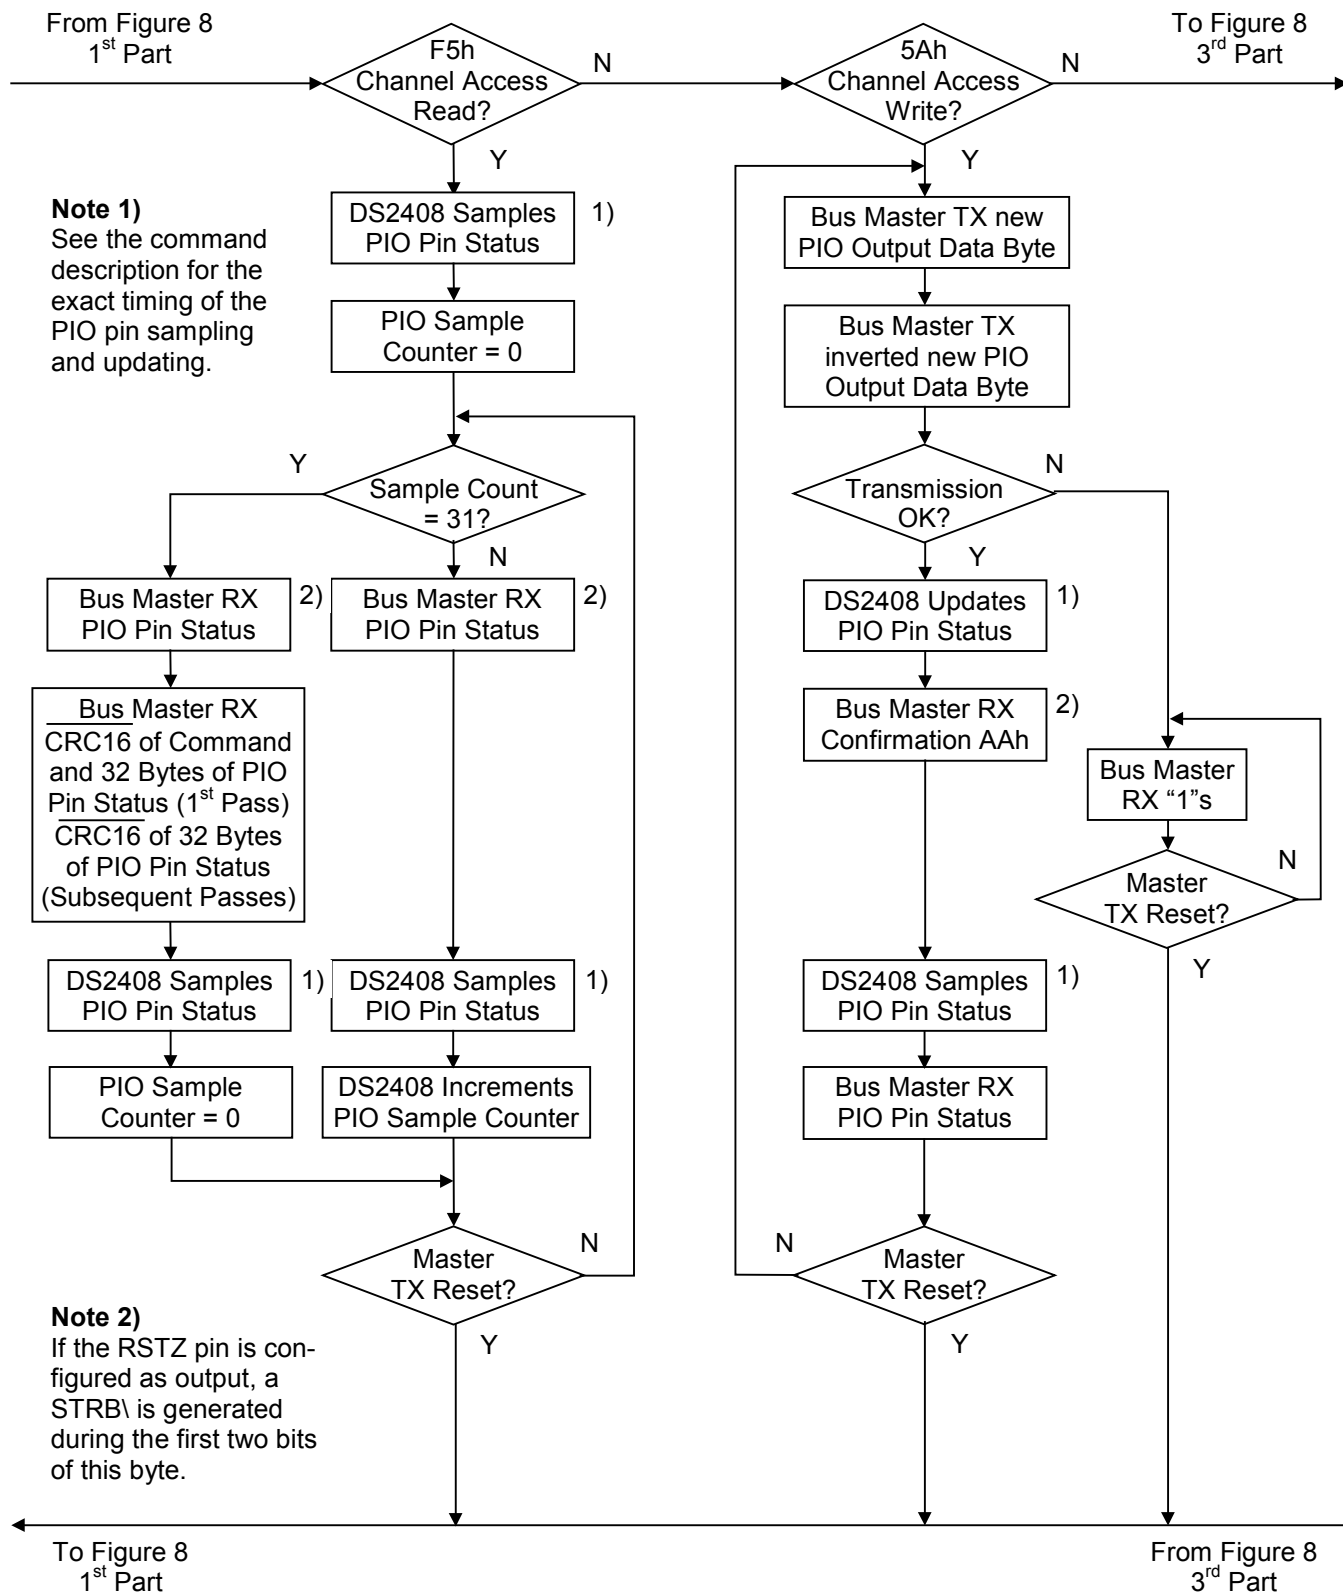 From Figure 8
1st Part
F5h
Channel Access
Read?
N
5Ah
Channel Access
Write?
N
To Figure 8
3rd Part
Y
Y
Note 1)
See the command
description for the
exact timing of the
PIO pin sampling
and updating.
DS2408 Samples
PIO Pin Status
1)
PIO Sample
Counter = 0
Bus Master TX new
PIO Output Data Byte
Bus Master TX
inverted new PIO
Output Data Byte
Y
Sample Count
= 31?
N
Transmission
OK?
N
Y
Bus Master RX
PIO Pin Status
2)
Bus Master RX
PIO Pin Status
2)
DS2408 Updates
PIO Pin Status
1)
Bus Master RX
CRC16 of Command
and 32 Bytes of PIO
Pin Status (1st Pass)
CRC16 of 32 Bytes
of PIO Pin Status
(Subsequent Passes)
Bus Master RX
Confirmation AAh
2)
Bus Master
RX “1”s
Master
TX Reset?
N
Y
DS2408 Samples
PIO Pin Status
1)
DS2408 Samples
PIO Pin Status
1)
DS2408 Samples
PIO Pin Status
1)
PIO Sample
Counter = 0
DS2408 Increments
PIO Sample Counter
Bus Master RX
PIO Pin Status
Master
TX Reset?
N
Y
N
Master
TX Reset?
Y
Note 2)
If the RSTZ pin is con-
figured as output, a
STRB\ is generated
during the first two bits
of this byte.
To Figure 8
1st Part
From Figure 8
3rd Part